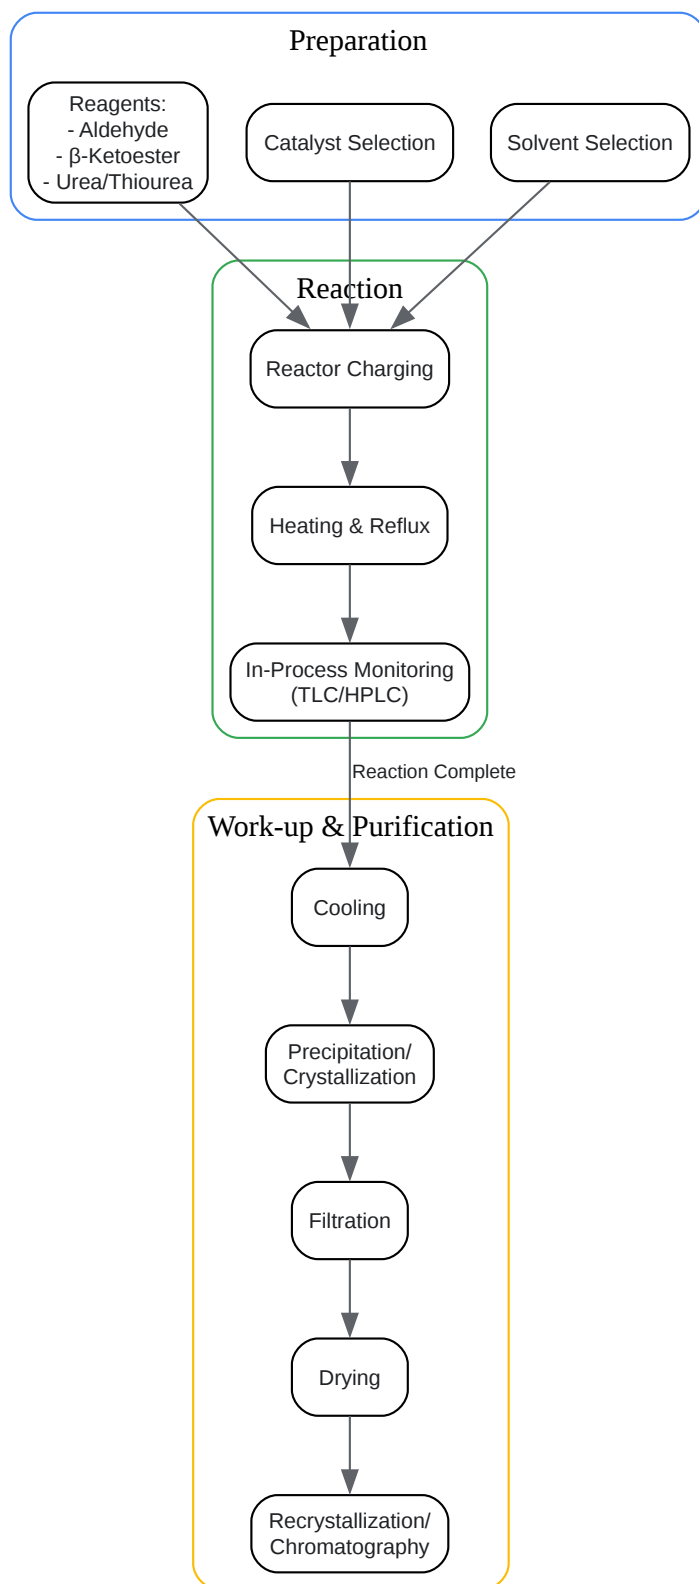 Preparation
Reagents:
- Aldehyde
- β-Ketoester
- Urea/Thiourea
Catalyst Selection
Solvent Selection
Reaction
Reactor Charging
Heating & Reflux
In-Process Monitoring
(TLC/HPLC)
Reaction Complete
Work-up & Purification
Cooling
Precipitation/
Crystallization
Filtration
Drying
Recrystallization/
Chromatography